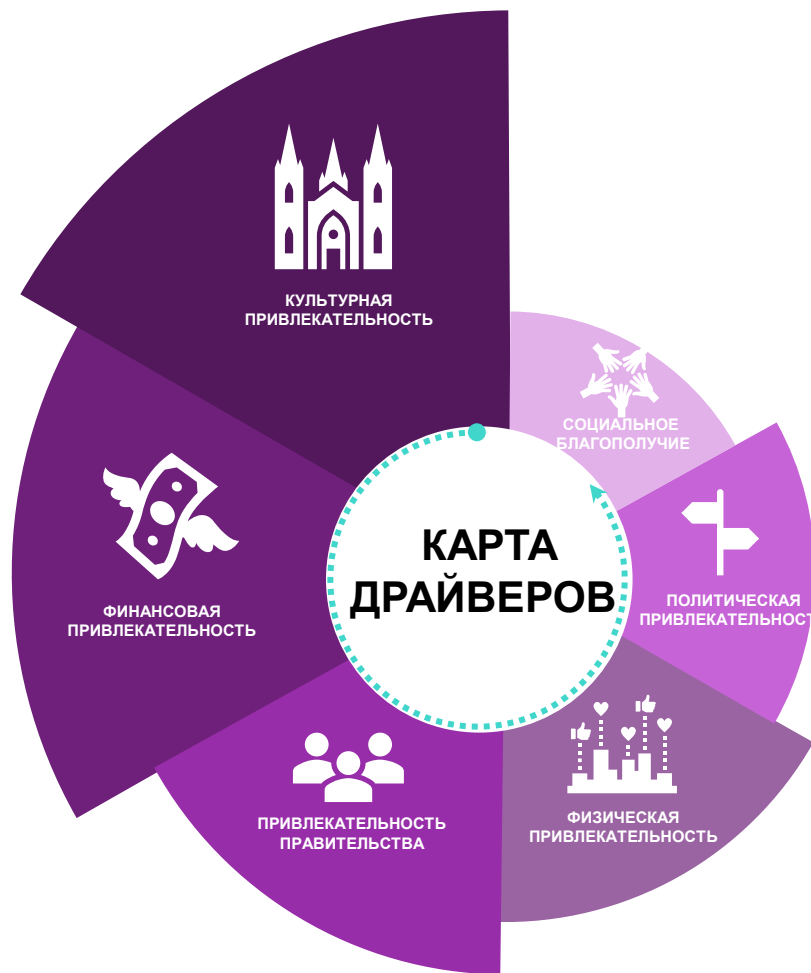 КУЛЬТУРНАЯ
ПРИВЛЕКАТЕЛЬНОСТЬ
СОЦИАЛЬНОЕ
БЛАГОПОЛУЧИЕ
КАРТА
ДРАЙВЕРОВ
ФИНАНСОВАЯ
ПРИВЛЕКАТЕЛЬНОСТЬ
ПОЛИТИЧЕСКАЯ
ПРИВЛЕКАТЕЛЬНОСТ
ПРИВЛЕКАТЕЛЬНОСТЬ
ПРАВИТЕЛЬСТВА
ФИЗИЧЕСКАЯ
ПРИВЛЕКАТЕЛЬНОСТЬ